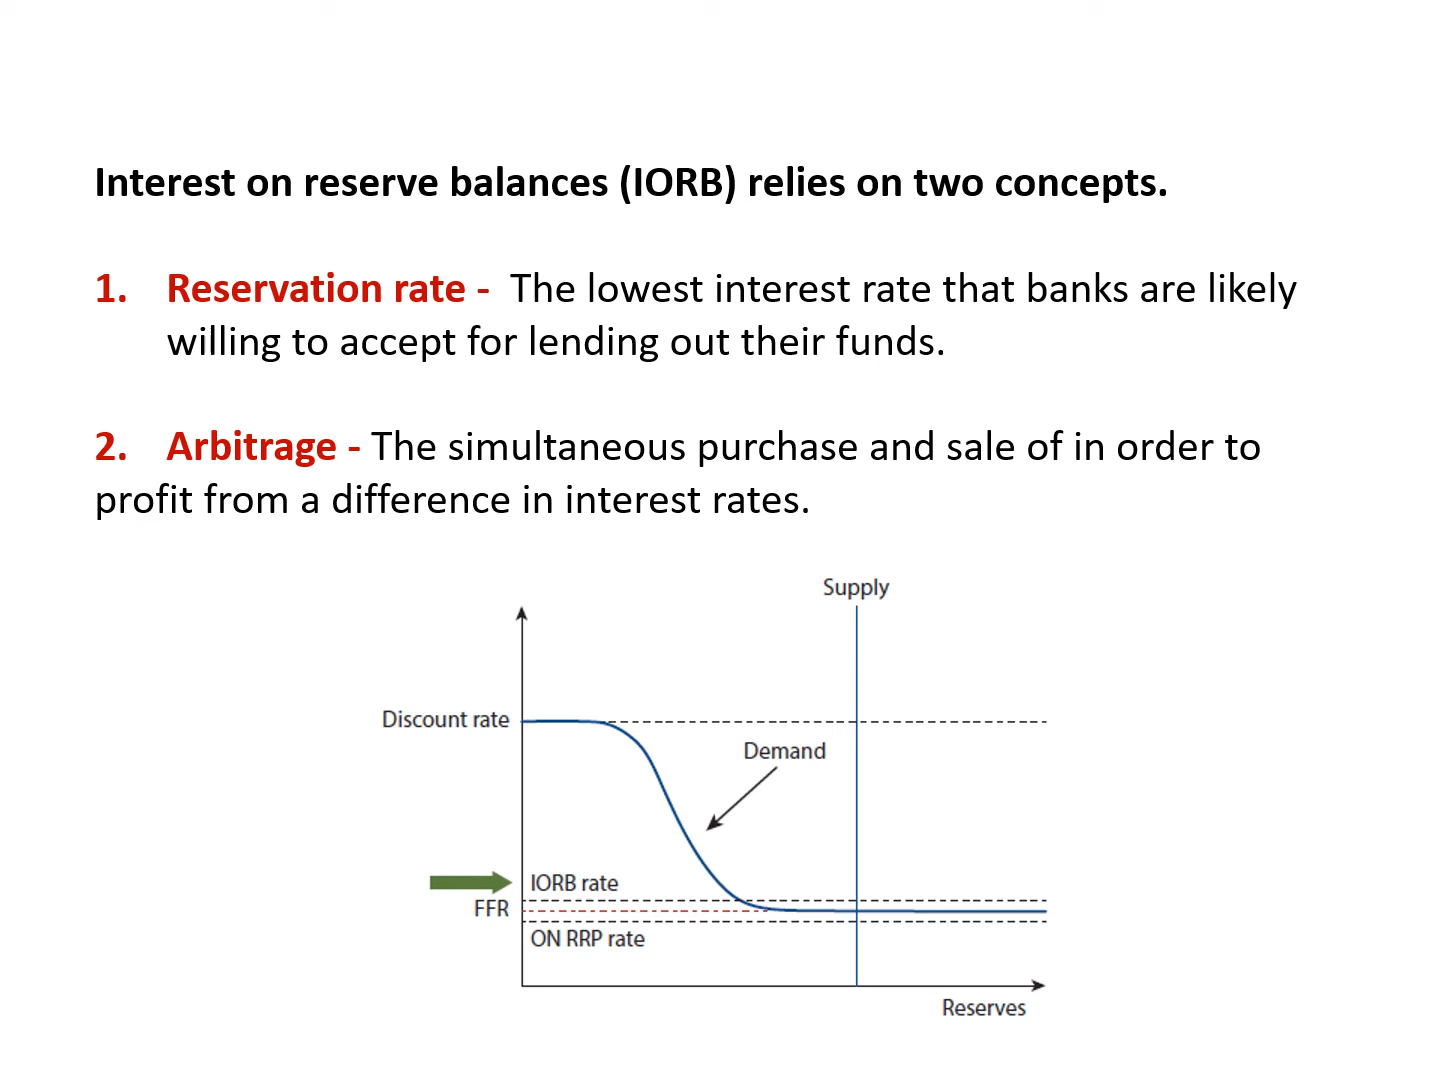 Interest on reserve balances (IORB) relies on two concepts.
1. Reservation rate - The lowest interest rate that banks are likely
willing to accept for lending out their funds.
2. Arbitrage - The simultaneous purchase and sale of in order to
profit from a difference in interest rates.
Supply
Discount rate
Demand
IORB rate
FFR
ON RRP rate
Reserves